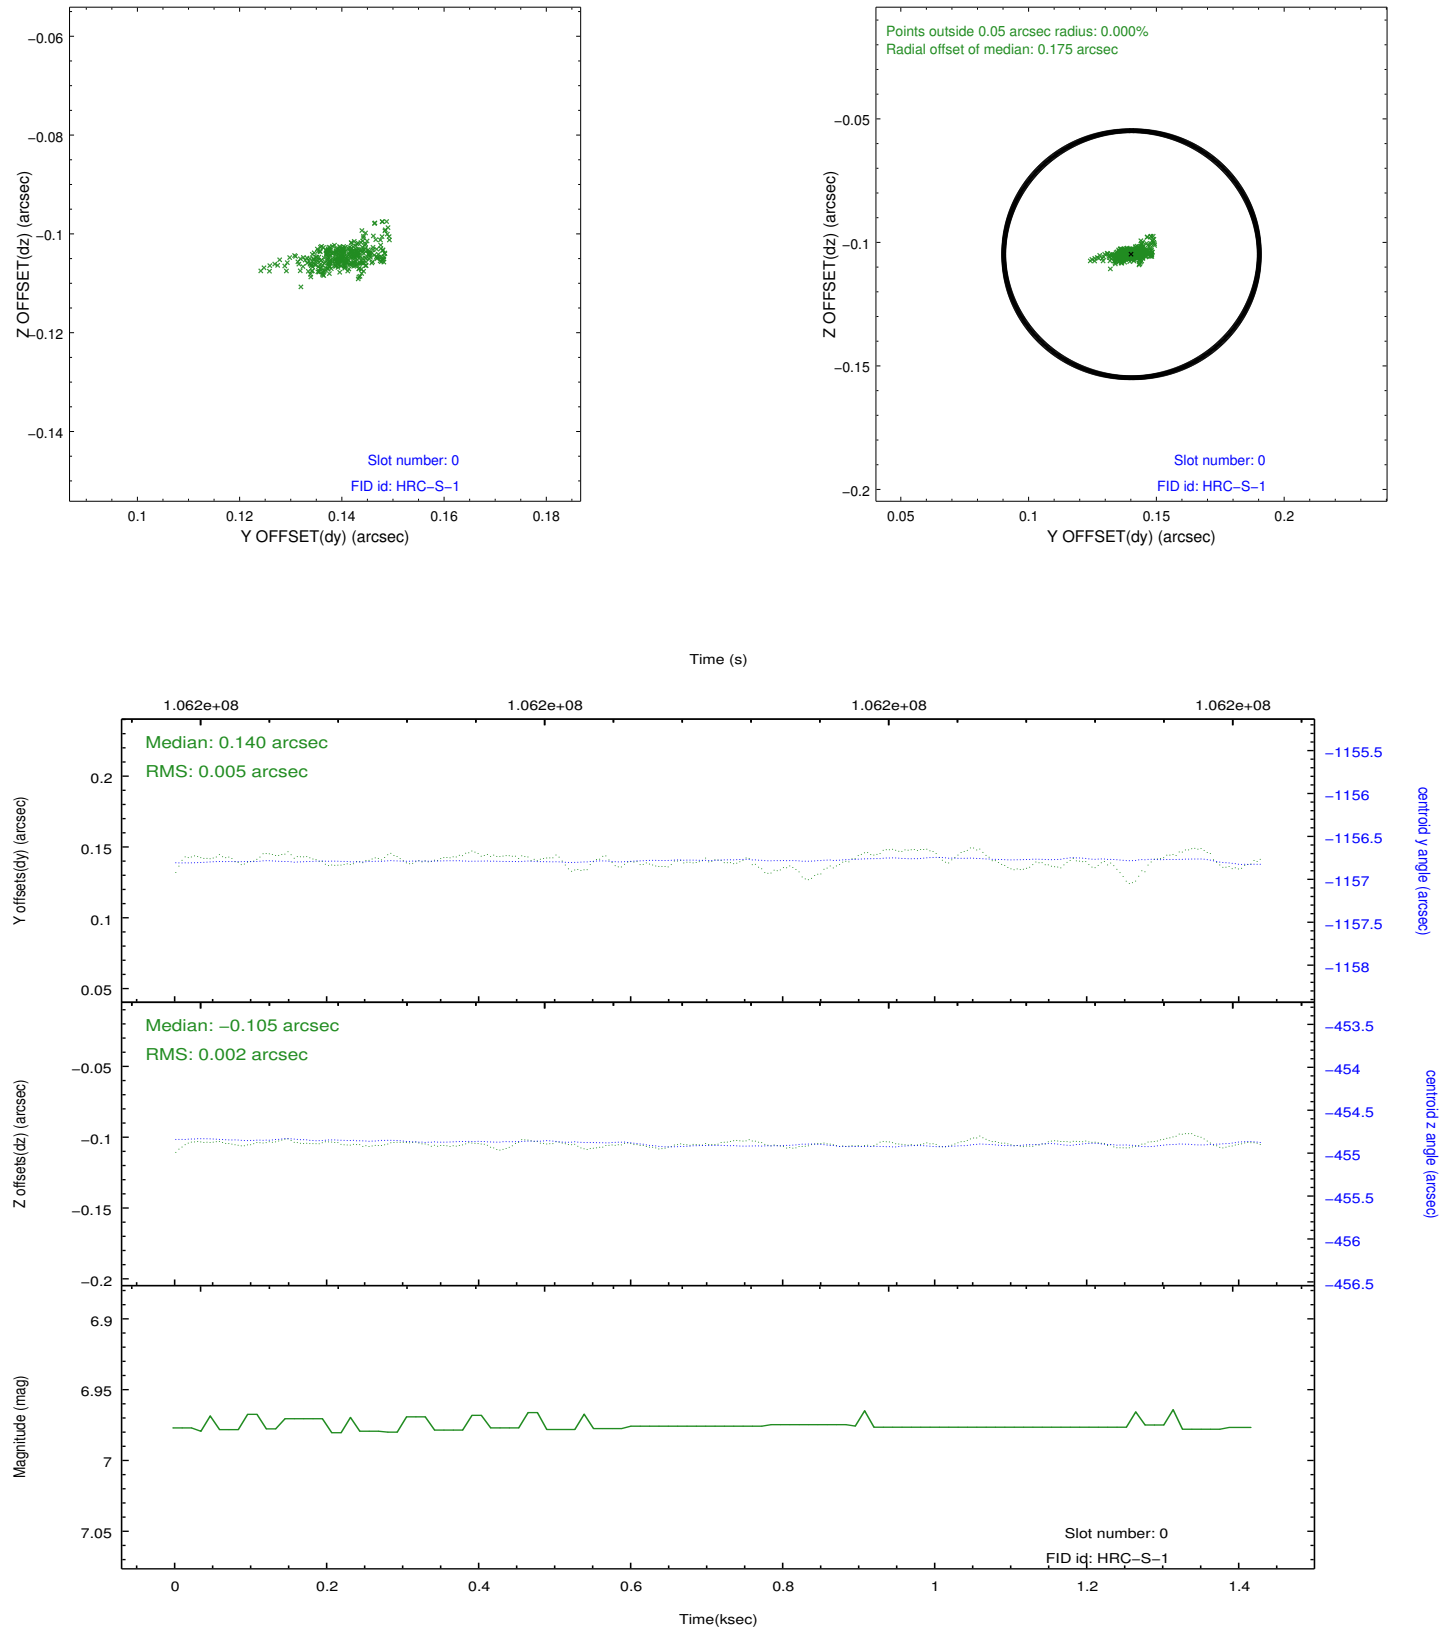 −0.06
−0.08
−0.1
−0.12
−0.14
Z OFFSET(dz) (arcsec)
Slot number: 0
FID id: HRC−S−1
0.1
0.12
0.14
0.16
0.18
Y OFFSET(dy) (arcsec)
Points outside 0.05 arcsec radius: 0.000%
Radial offset of median: 0.175 arcsec
−0.05
−0.1
−0.15
−0.2
Z OFFSET(dz) (arcsec)
Slot number: 0
FID id: HRC−S−1
0.05
0.1
0.15
0.2
Y OFFSET(dy) (arcsec)
Time (s)
1.062e+08
1.062e+08
1.062e+08
1.062e+08
Median: 0.140 arcsec
RMS: 0.005 arcsec
0.2
0.15
0.1
0.05
Y offsets(dy) (arcsec)
−1155.5
−1156
−1156.5
−1157
−1157.5
−1158
centroid y angle (arcsec)
Median: −0.105 arcsec
RMS: 0.002 arcsec
−0.05
−0.1
−0.15
−0.2
Z offsets(dz) (arcsec)
−453.5
−454
−454.5
−455
−455.5
−456
−456.5
centroid z angle (arcsec)
6.9
6.95
7
7.05
Magnitude (mag)
Slot number: 0
FID id: HRC−S−1
0
0.2
0.4
0.6
0.8
1
1.2
1.4
Time(ksec)